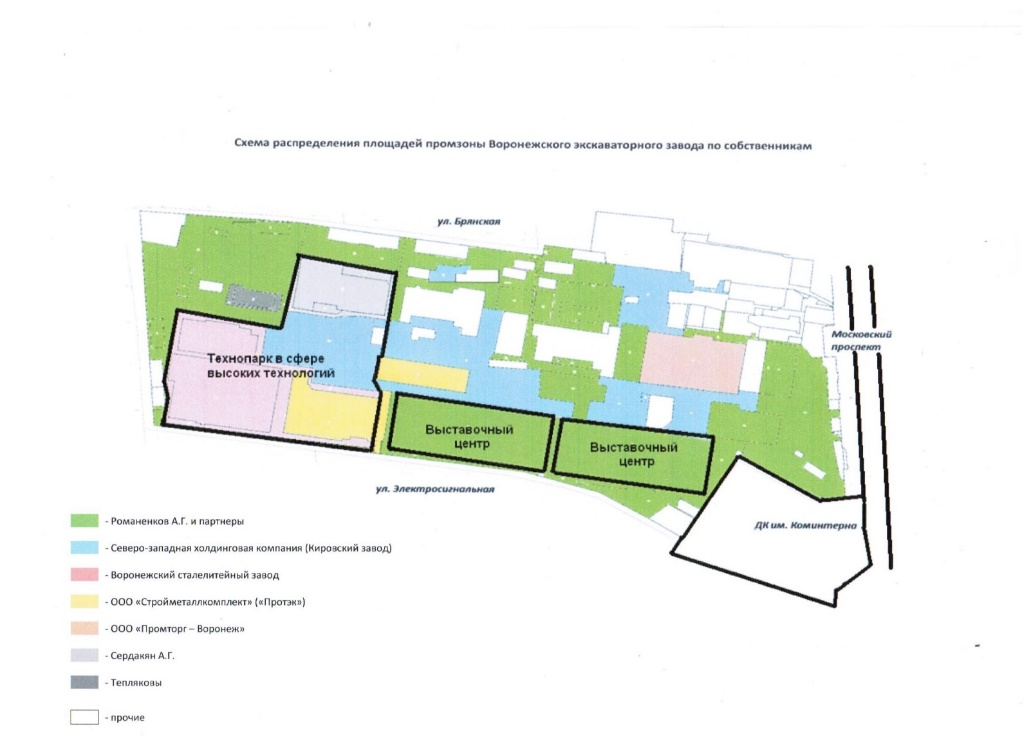 Схема распределения площадей промзоны Воронежского экскаваторного завода по собственникам
ул. Брянская
Московский
проспект
Технопарк в сфере
высоких технологий
Выставочный
центр
Выставочный
центр
ул. Электросигнальная
ДК им. Коминтерна
- Романенков А.Г. и партнеры
- Северо-западная холдинговая компания (Кировский завод)
- Воронежский сталелитейный завод
- ООО «Стройметаллкомплект» («Протэк»)
- ООО «Промторг – Воронеж»
- Сердакян А.Г.
- Тепляковы
- прочие